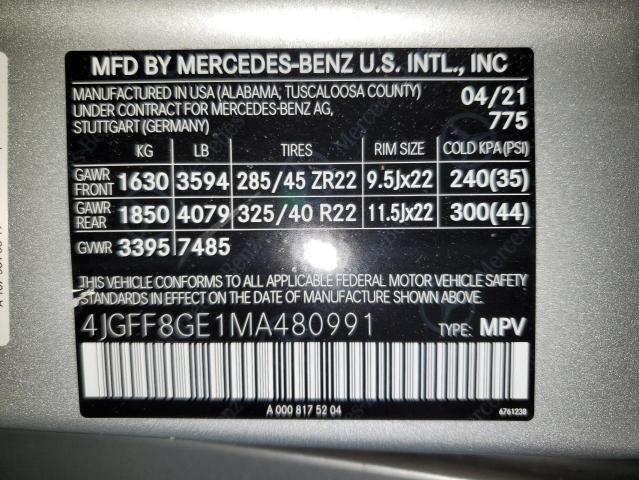 MFD BY MERCEDES-BENZ U.S. INTL., INC
MANUFACTURED IN USA (ALABAMA, TUSCALOOSA COUNTY) 04/21
UNDER CONTRACT FOR MERCEDES-BENZ AG,
STUTTGART (GERMANY) 775
KG LB TIRES RIM SIZE COLD KPA (PSI)
GAWR FRONT 1630 3594 285/45 ZR22 9.5Jx22 240(35)
GAWR REAR 1850 4079 325/40 R22 11.5Jx22 300(44)
GVWR 3395 7485
THIS VEHICLE CONFORMS TO ALL APPLICABLE FEDERAL MOTOR VEHICLE SAFETY
STANDARDS IN EFFECT ON THE DATE OF MANUFACTURE SHOWN ABOVE.
4JGFF8GE1MA480991 TYPE: MPV
A 000 817 52 04
6761238